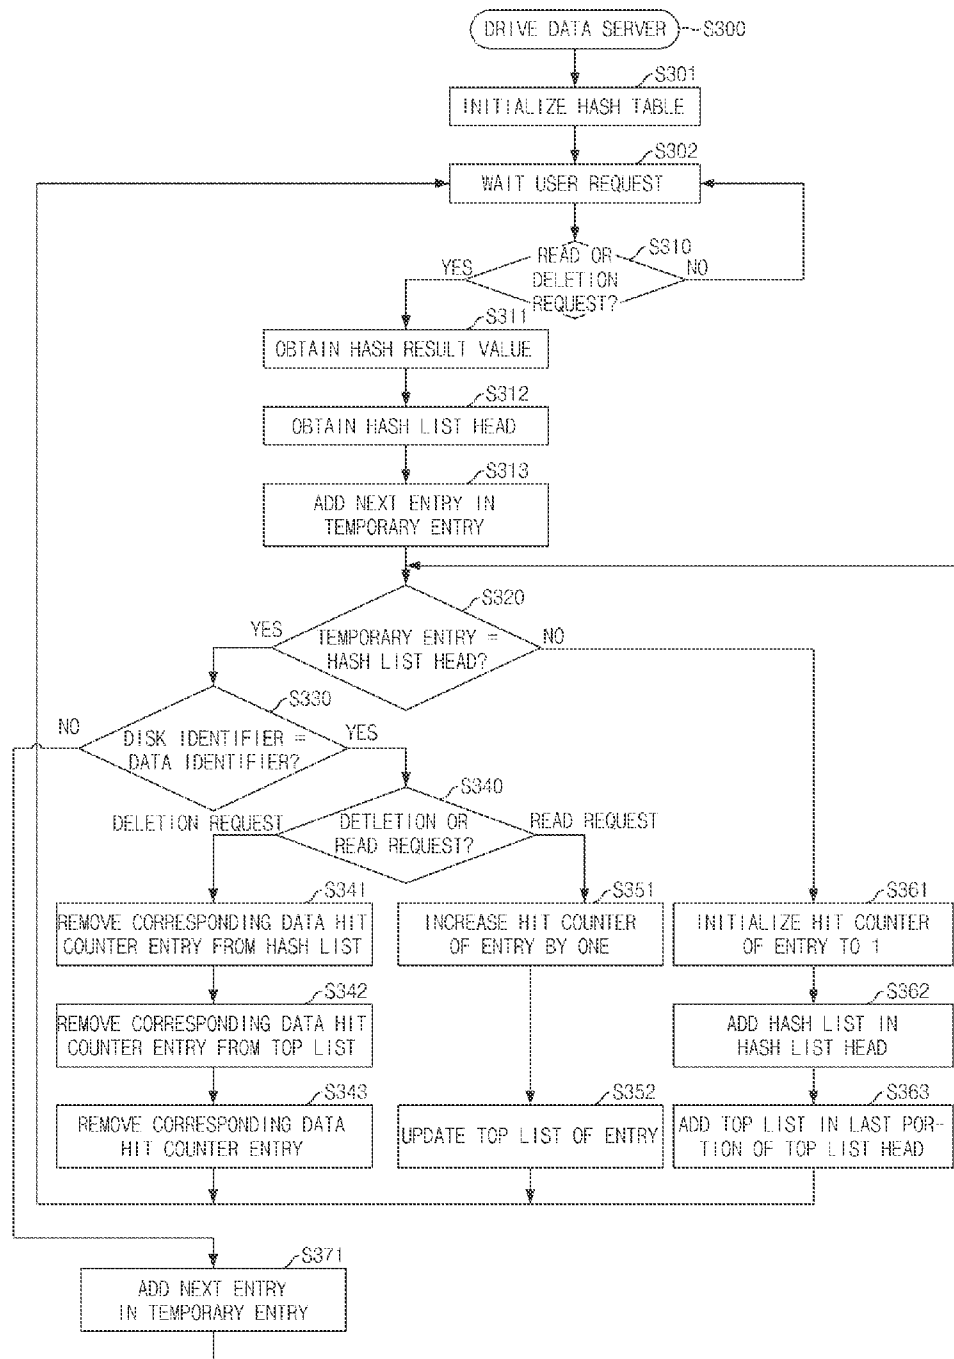 DRIVE DATA SERVER
S300
S301
INITIALIZE HASH TABLE
S302
WAIT USER REQUEST
S310
READ OR
DELETION
REQUEST?
YES
NO
S311
OBTAIN HASH RESULT VALUE
S312
OBTAIN HASH LIST HEAD
S313
ADD NEXT ENTRY IN
TEMPORARY ENTRY
S320
TEMPORARY ENTRY =
HASH LIST HEAD?
YES
NO
S330
DISK IDENTIFIER =
DATA IDENTIFIER?
NO
YES
S340
DETLETION OR
READ REQUEST?
DELETION REQUEST
READ REQUEST
S341
REMOVE CORRESPONDING DATA HIT
COUNTER ENTRY FROM HASH LIST
S351
INCREASE HIT COUNTER
OF ENTRY BY ONE
S361
INITIALIZE HIT COUNTER
OF ENTRY TO 1
S342
REMOVE CORRESPONDING DATA HIT
COUNTER ENTRY FROM TOP LIST
S362
ADD HASH LIST IN
HASH LIST HEAD
S343
REMOVE CORRESPONDING DATA
HIT COUNTER ENTRY
S352
UPDATE TOP LIST OF ENTRY
S363
ADD TOP LIST IN LAST POR-
TION OF TOP LIST HEAD
S371
ADD NEXT ENTRY
IN TEMPORARY ENTRY